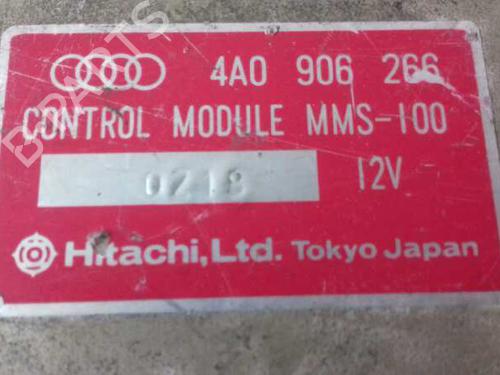 4A0 906 266
CONTROL MODULE MMS-100
0218 12V
Hitachi, Ltd. Tokyo Japan